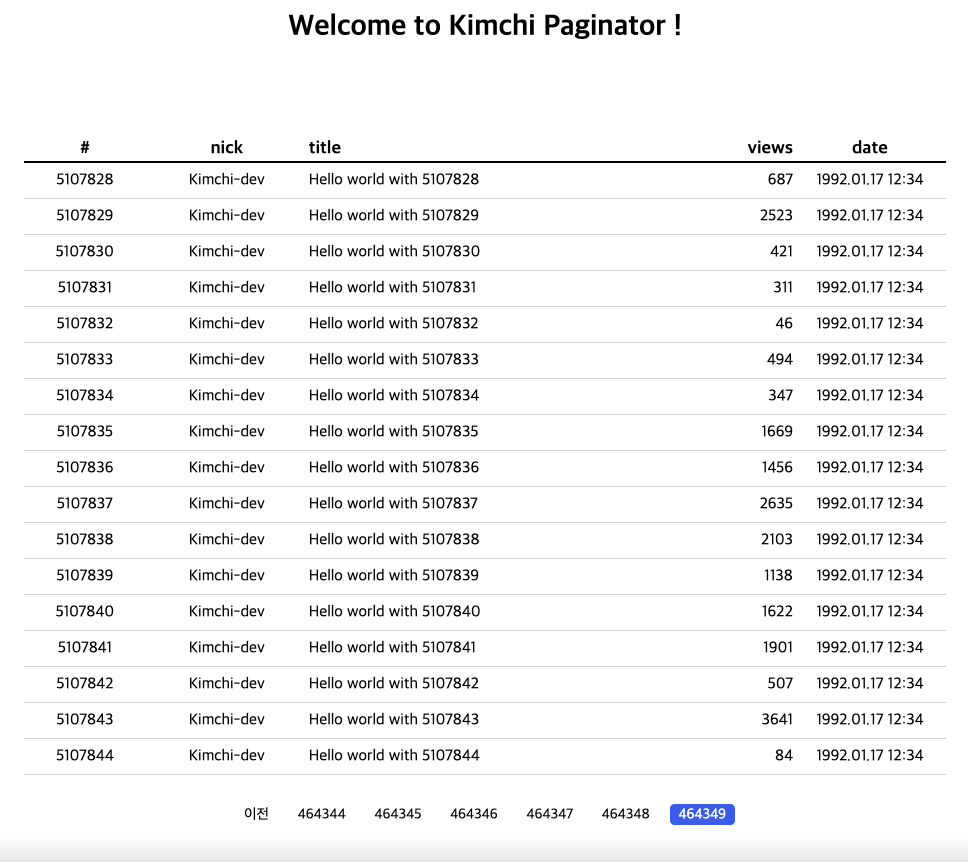 Welcome to Kimchi Paginator !
# nick title views date
5107828 Kimchi-dev Hello world with 5107828 687 1992.01.17 12:34
5107829 Kimchi-dev Hello world with 5107829 2523 1992.01.17 12:34
5107830 Kimchi-dev Hello world with 5107830 421 1992.01.17 12:34
5107831 Kimchi-dev Hello world with 5107831 311 1992.01.17 12:34
5107832 Kimchi-dev Hello world with 5107832 46 1992.01.17 12:34
5107833 Kimchi-dev Hello world with 5107833 494 1992.01.17 12:34
5107834 Kimchi-dev Hello world with 5107834 347 1992.01.17 12:34
5107835 Kimchi-dev Hello world with 5107835 1669 1992.01.17 12:34
5107836 Kimchi-dev Hello world with 5107836 1456 1992.01.17 12:34
5107837 Kimchi-dev Hello world with 5107837 2635 1992.01.17 12:34
5107838 Kimchi-dev Hello world with 5107838 2103 1992.01.17 12:34
5107839 Kimchi-dev Hello world with 5107839 1138 1992.01.17 12:34
5107840 Kimchi-dev Hello world with 5107840 1622 1992.01.17 12:34
5107841 Kimchi-dev Hello world with 5107841 1901 1992.01.17 12:34
5107842 Kimchi-dev Hello world with 5107842 507 1992.01.17 12:34
5107843 Kimchi-dev Hello world with 5107843 3641 1992.01.17 12:34
5107844 Kimchi-dev Hello world with 5107844 84 1992.01.17 12:34
이전 464344 464345 464346 464347 464348 464349